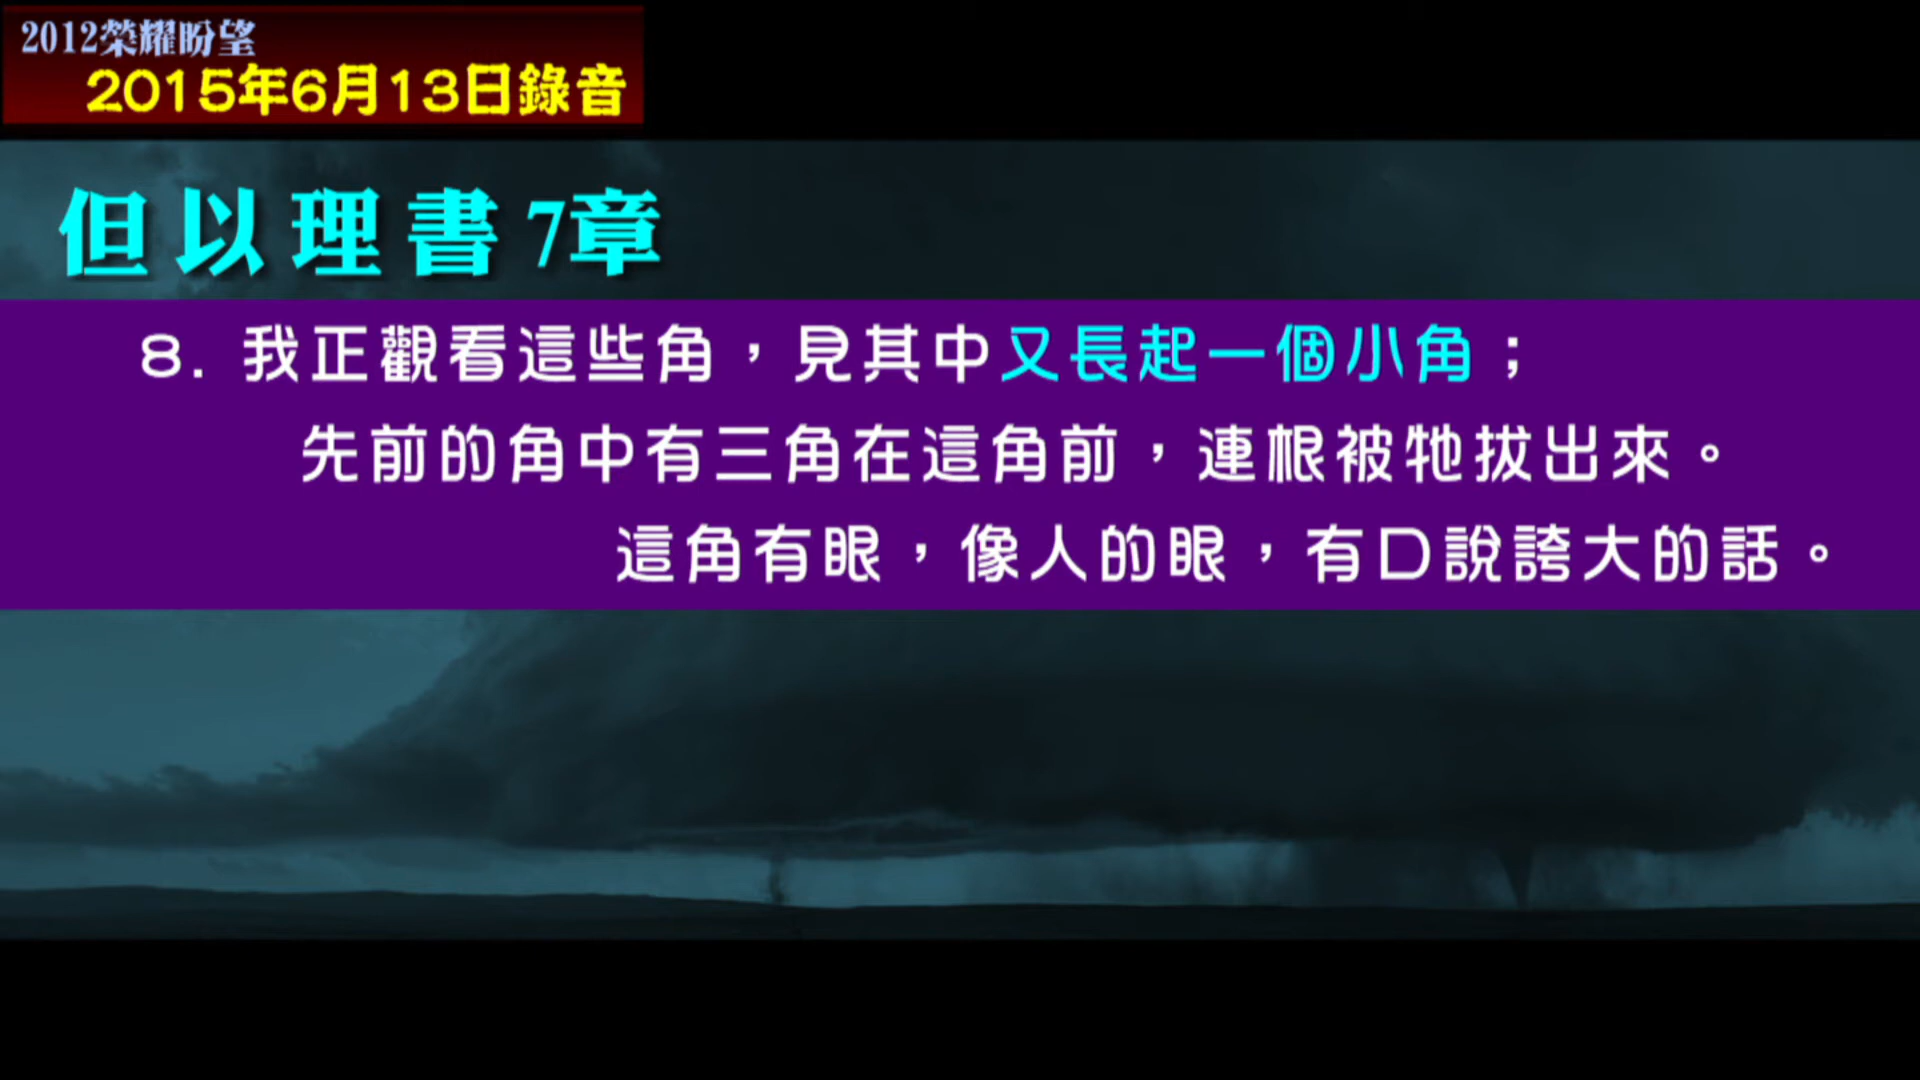 2012榮耀盼望
2015年6月13日錄音
但以理書7章
8. 我正觀看這些角，見其中又長起一個小角；
先前的角中有三角在這角前，連根被牠拔出來。
這角有眼，像人的眼，有口說誇大的話。